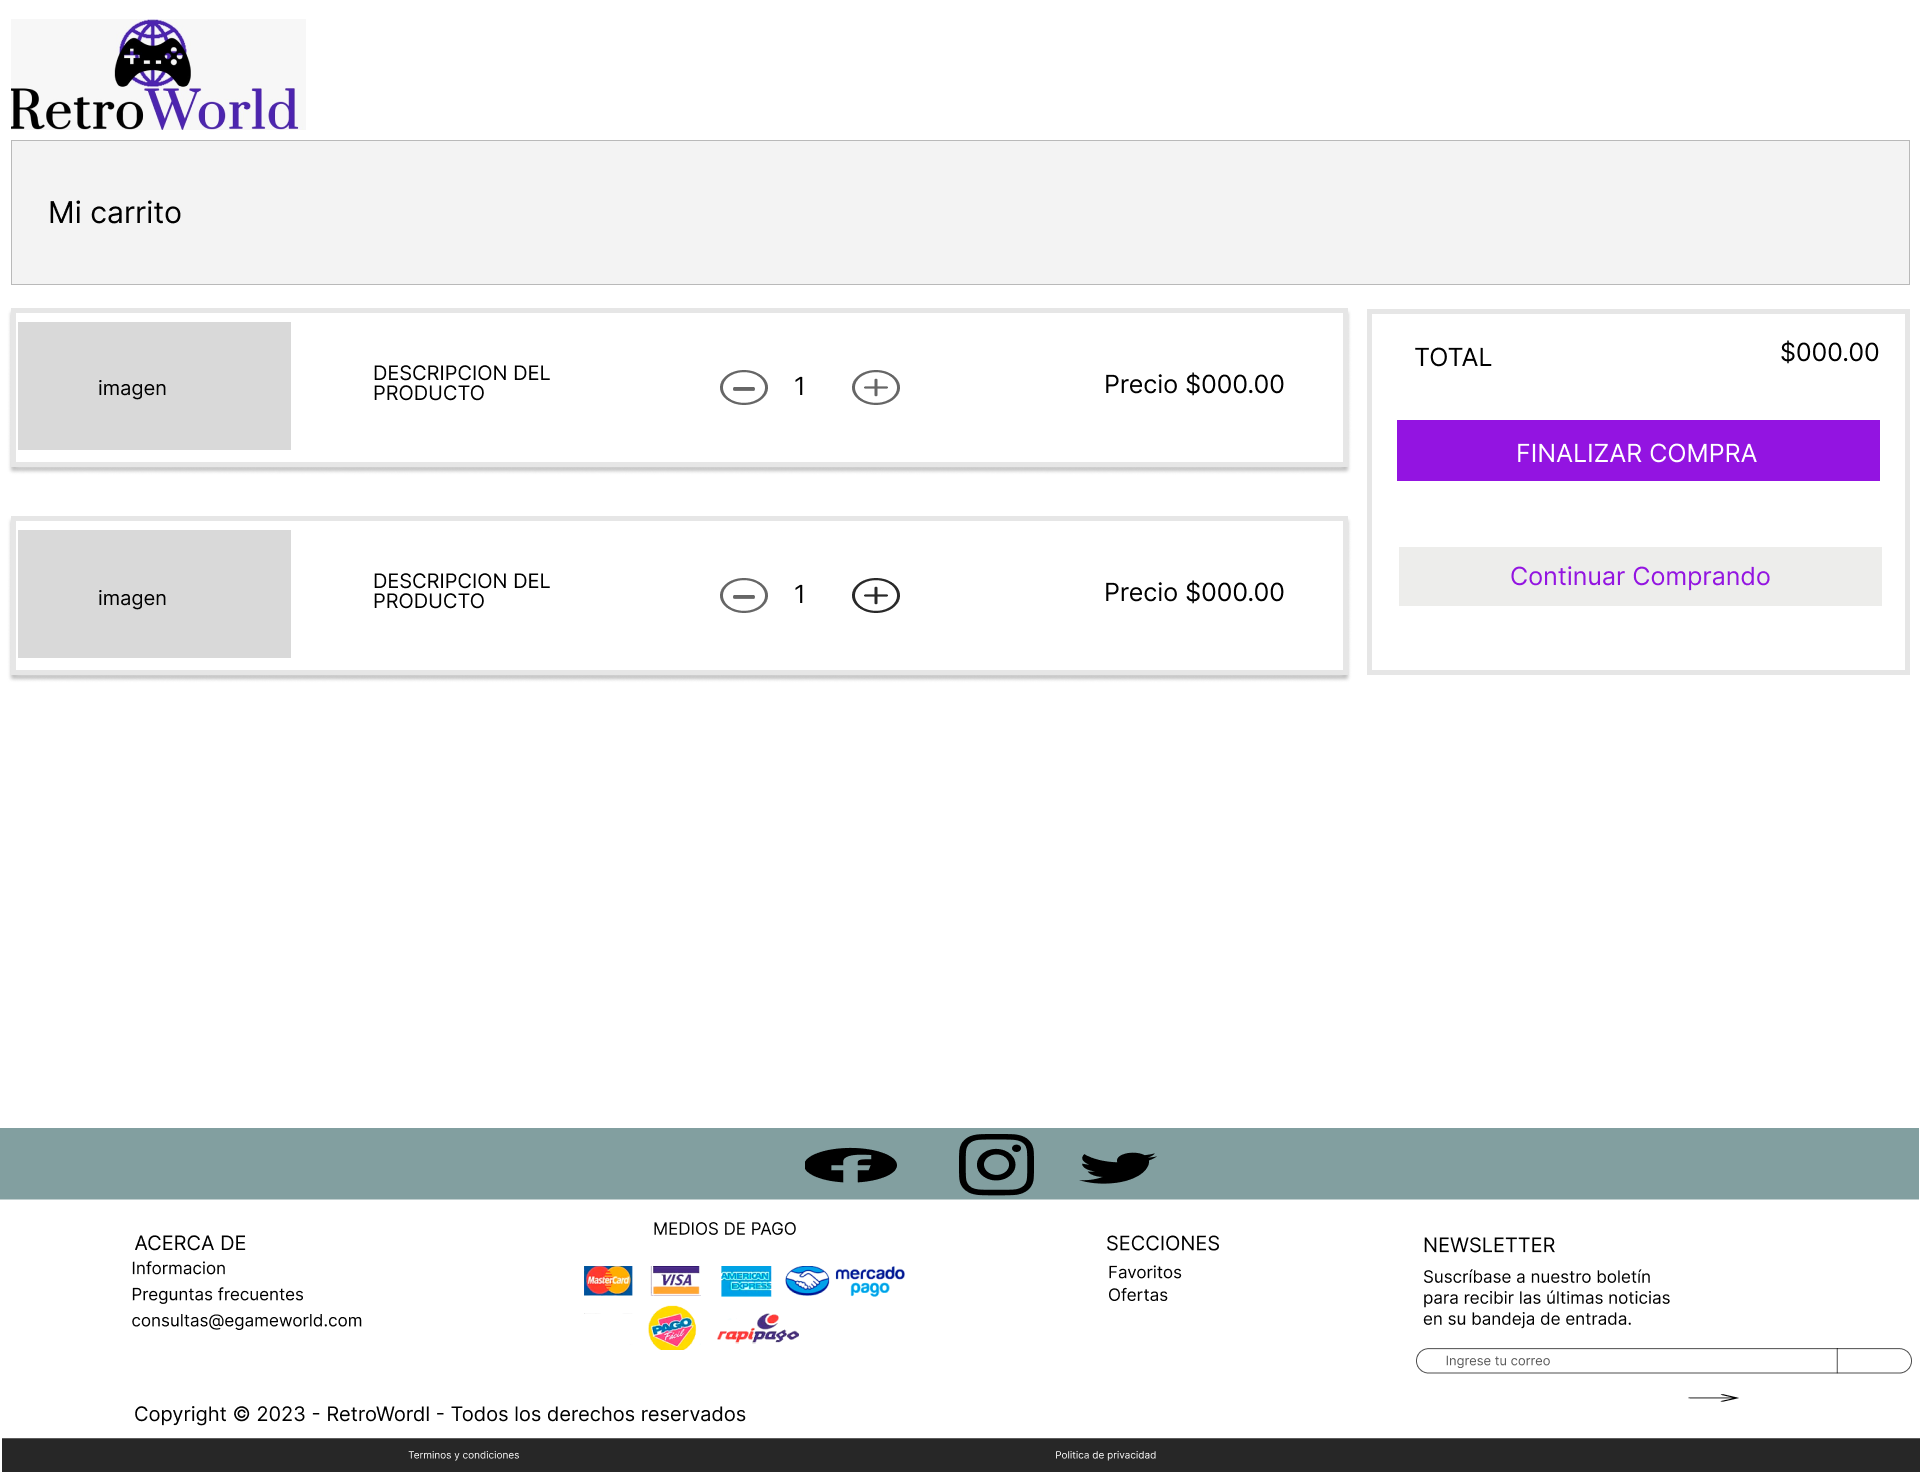 RetroWorld
Mi carrito
imagen
DESCRIPCION DEL
PRODUCTO
1
Precio $000.00
TOTAL
$000.00
FINALIZAR COMPRA
Continuar Comprando
imagen
DESCRIPCION DEL
PRODUCTO
1
Precio $000.00
ACERCA DE
Informacion
Preguntas frecuentes
consultas@egameworld.com
MEDIOS DE PAGO
MasterCard
VISA
AMERICAN
EXPRESS
mercado
pago
PAGO
Fácil
rapipago
SECCIONES
Favoritos
Ofertas
NEWSLETTER
Suscríbase a nuestro boletín
para recibir las últimas noticias
en su bandeja de entrada.
Ingrese tu correo
Copyright © 2023 - RetroWordl - Todos los derechos reservados
Terminos y condiciones
Politica de privacidad